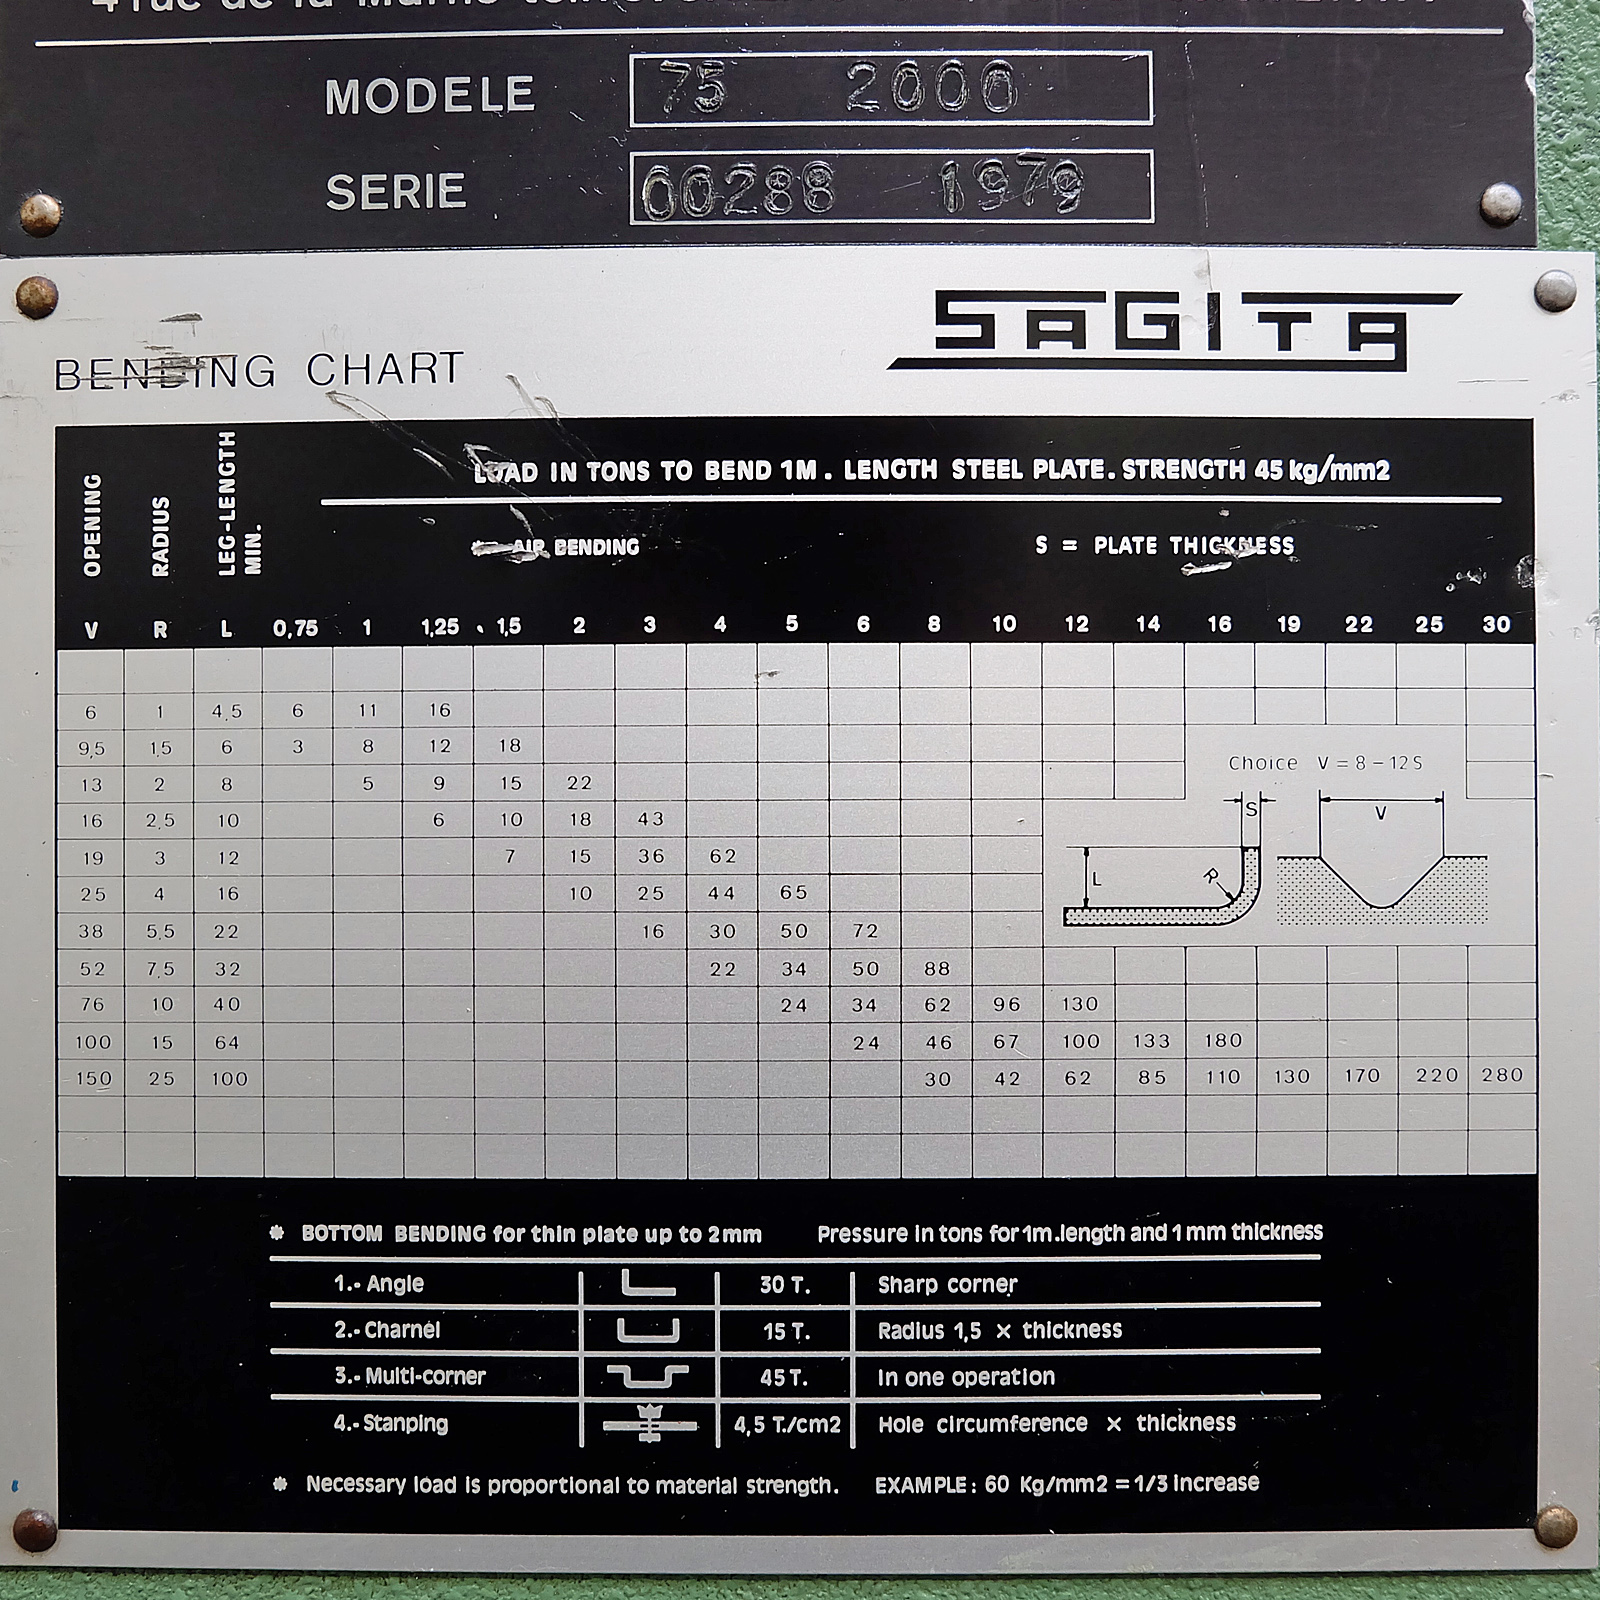 MODELE 75 2000
SERIE 00288 1979
SAGITA
BENDING CHART
LOAD IN TONS TO BEND 1M. LENGTH STEEL PLATE. STRENGTH 45 kg/mm2
AIR BENDING S = PLATE THICKNESS
OPENING RADIUS LEG-LENGTH MIN.
V R L 0,75 1 1,25 1,5 2 3 4 5 6 8 10 12 14 16 19 22 25 30
6 1 4,5 6 11 16
9,5 1,5 6 3 8 12 18
13 2 8 5 9 15 22
16 2,5 10 6 10 18 43
19 3 12 7 15 36 62
25 4 16 10 25 44 65
38 5,5 22 16 30 50 72
52 7,5 32 22 34 50 88
76 10 40 24 34 62 96 130
100 15 64 24 46 67 100 133 180
150 25 100 30 42 62 85 110 130 170 220 280
Choice V = 8 - 12 S
S V
L R
* BOTTOM BENDING for thin plate up to 2mm Pressure in tons for 1m.length and 1mm thickness
1.- Angle 30 T. Sharp corner
2.- Charnel 15 T. Radius 1,5 x thickness
3.- Multi-corner 45 T. In one operation
4.- Stanping 4,5 T./cm2 Hole circumference x thickness
* Necessary load is proportional to material strength. EXAMPLE: 60 Kg/mm2 = 1/3 increase